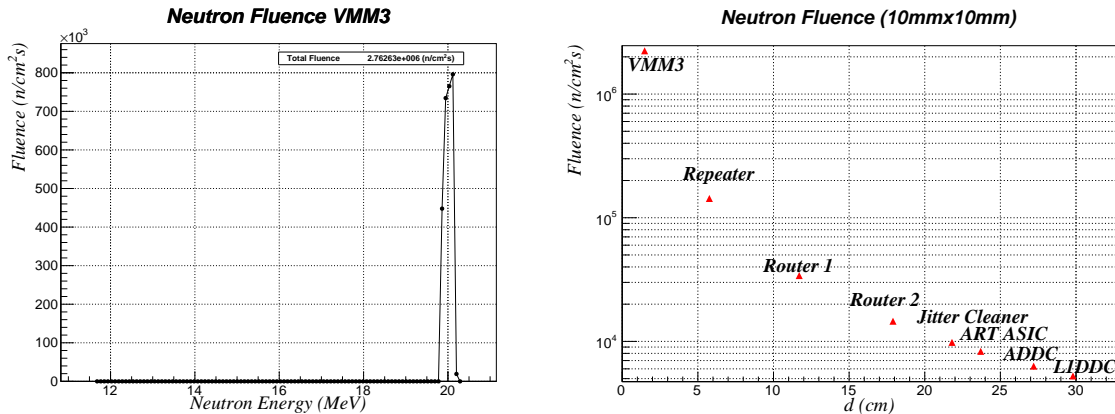 Neutron Fluence VMM3
×10³
Fluence (n/cm²s)
Total Fluence 2.76263e+006 (n/cm²s)
800
700
600
500
400
300
200
100
0
12 14 16 18 20
Neutron Energy (MeV)
Neutron Fluence (10mmx10mm)
Fluence (n/cm²s)
10⁶
10⁵
10⁴
VMM3
Repeater
Router 1
Router 2
Jitter Cleaner
ART ASIC
ADDC
L1DDC
0 5 10 15 20 25 30
d (cm)